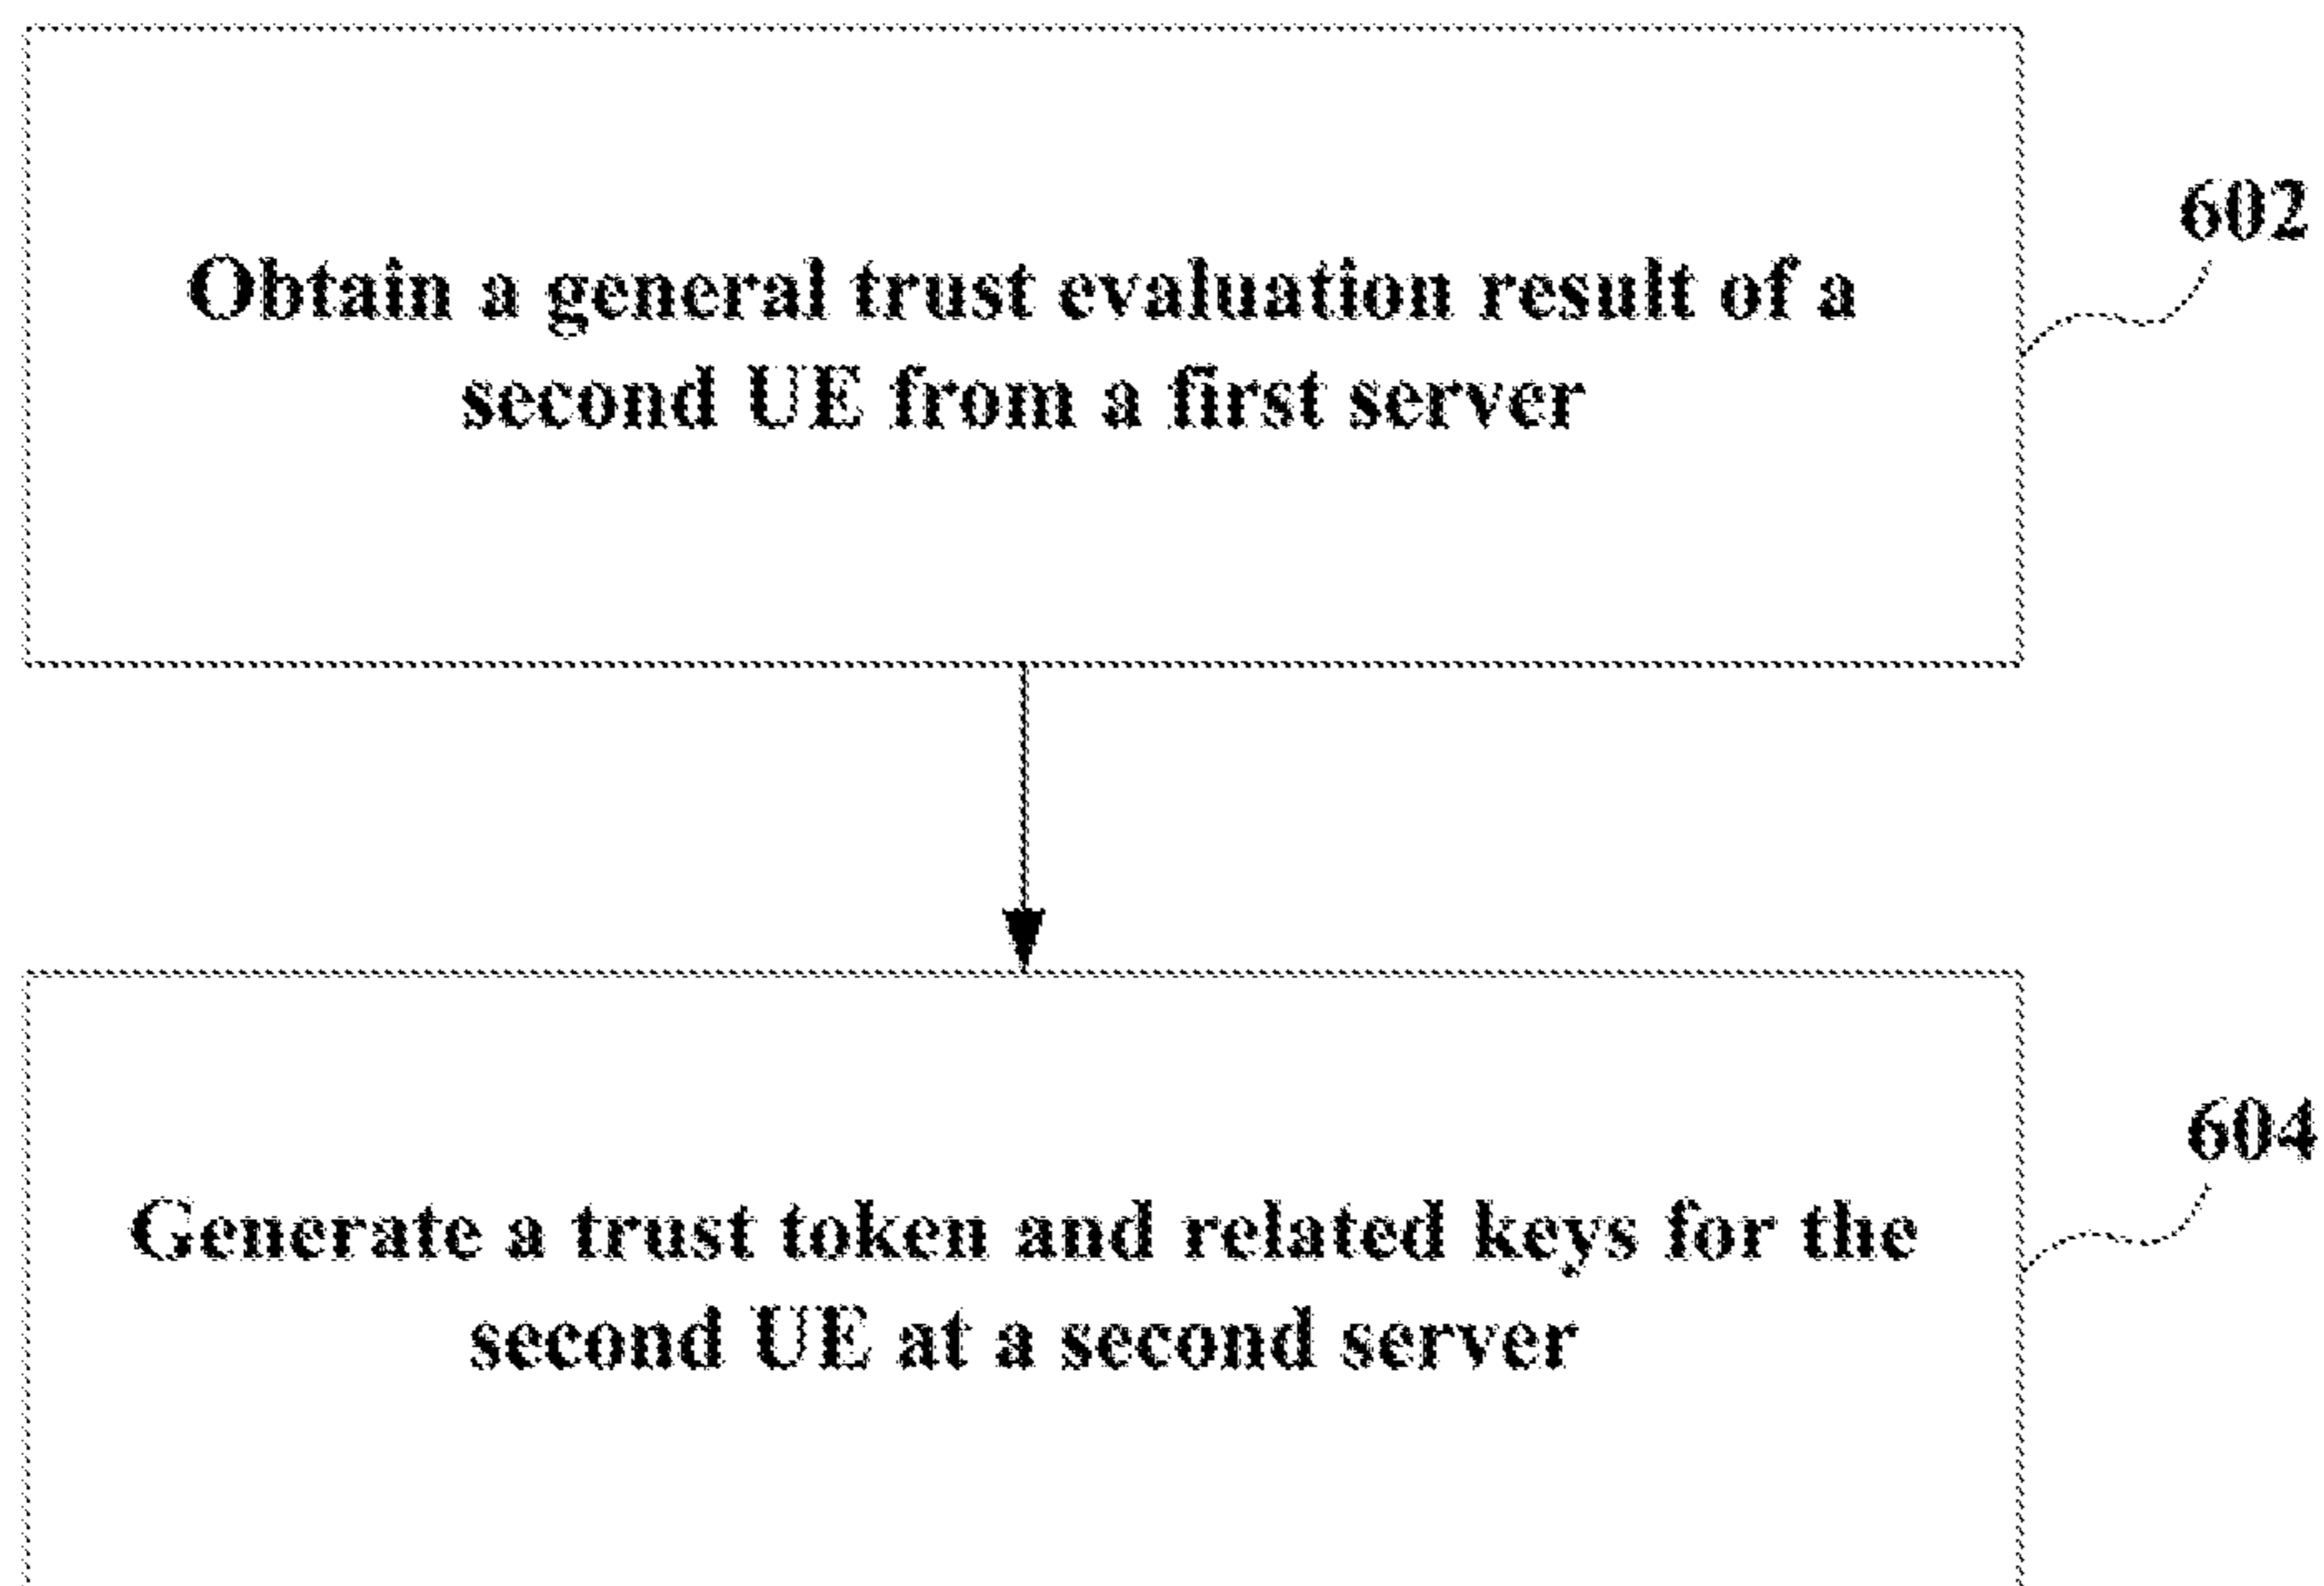 602
Obtain a general trust evaluation result of a
second UE from a first server
604
Generate a trust token and related keys for the
second UE at a second server